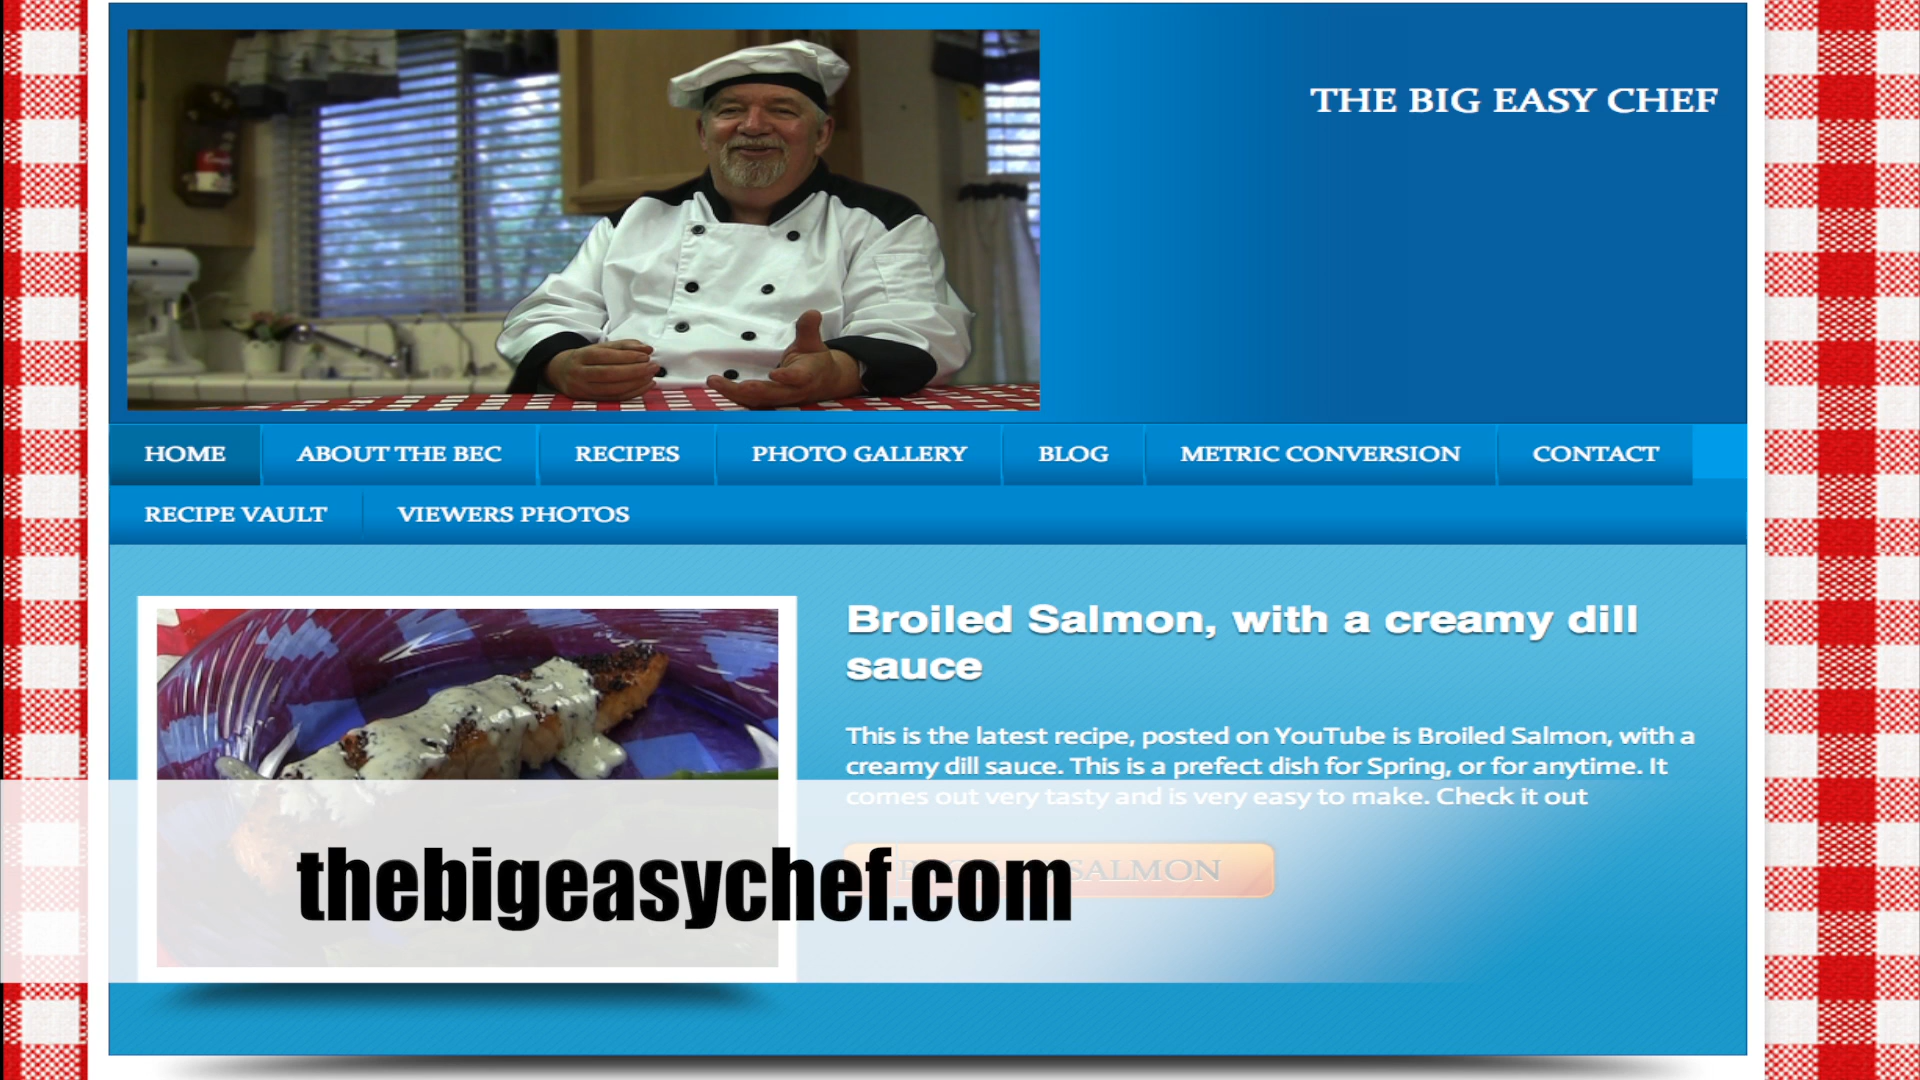 THE BIG EASY CHEF
HOME ABOUT THE BEC RECIPES PHOTO GALLERY BLOG METRIC CONVERSION CONTACT
RECIPE VAULT VIEWERS PHOTOS
Broiled Salmon, with a creamy dill
sauce
This is the latest recipe, posted on YouTube is Broiled Salmon, with a
creamy dill sauce. This is a prefect dish for Spring, or for anytime. It
comes out very tasty and is very easy to make. Check it out
SALMON
thebigeasychef.com